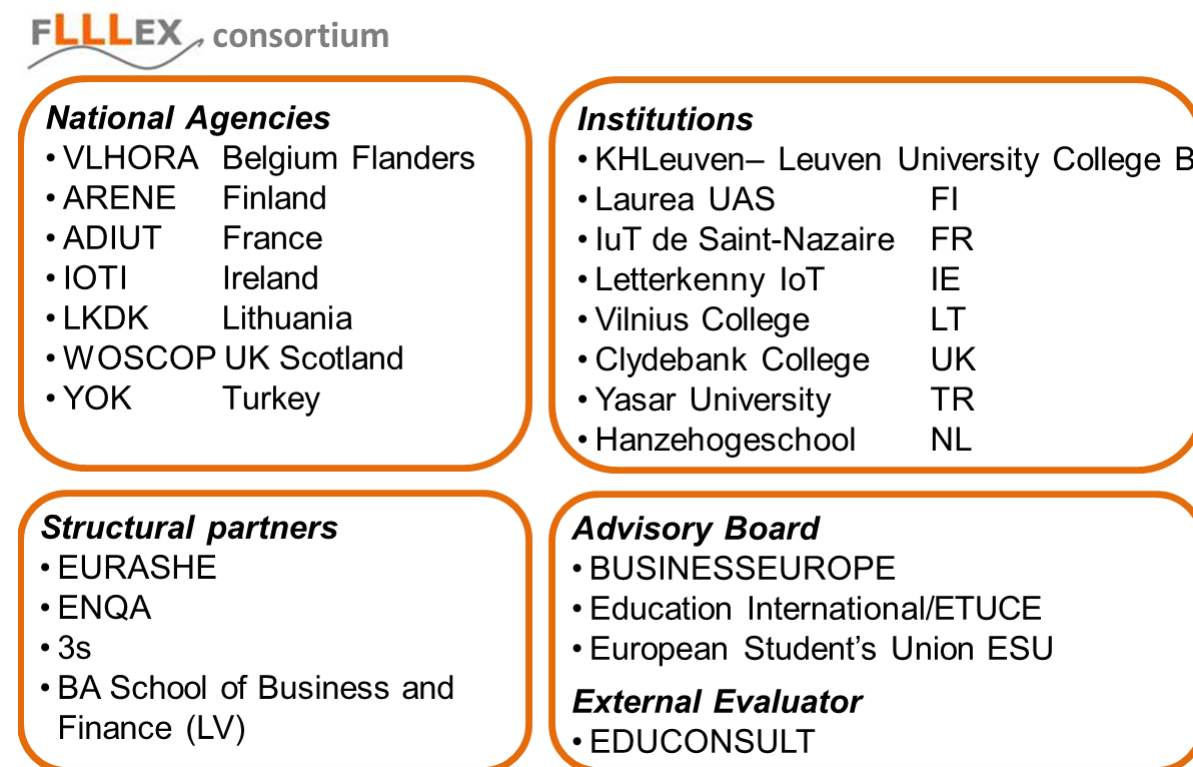 FLLLEX consortium
National Agencies
• VLHORA Belgium Flanders
• ARENE Finland
• ADIUT France
• IOTI Ireland
• LKDK Lithuania
• WOSCOP UK Scotland
• YOK Turkey
Institutions
• KHLeuven– Leuven University College B
• Laurea UAS FI
• IuT de Saint-Nazaire FR
• Letterkenny IoT IE
• Vilnius College LT
• Clydebank College UK
• Yasar University TR
• Hanzehogeschool NL
Structural partners
• EURASHE
• ENQA
• 3s
• BA School of Business and
Finance (LV)
Advisory Board
• BUSINESSEUROPE
• Education International/ETUCE
• European Student’s Union ESU
External Evaluator
• EDUCONSULT